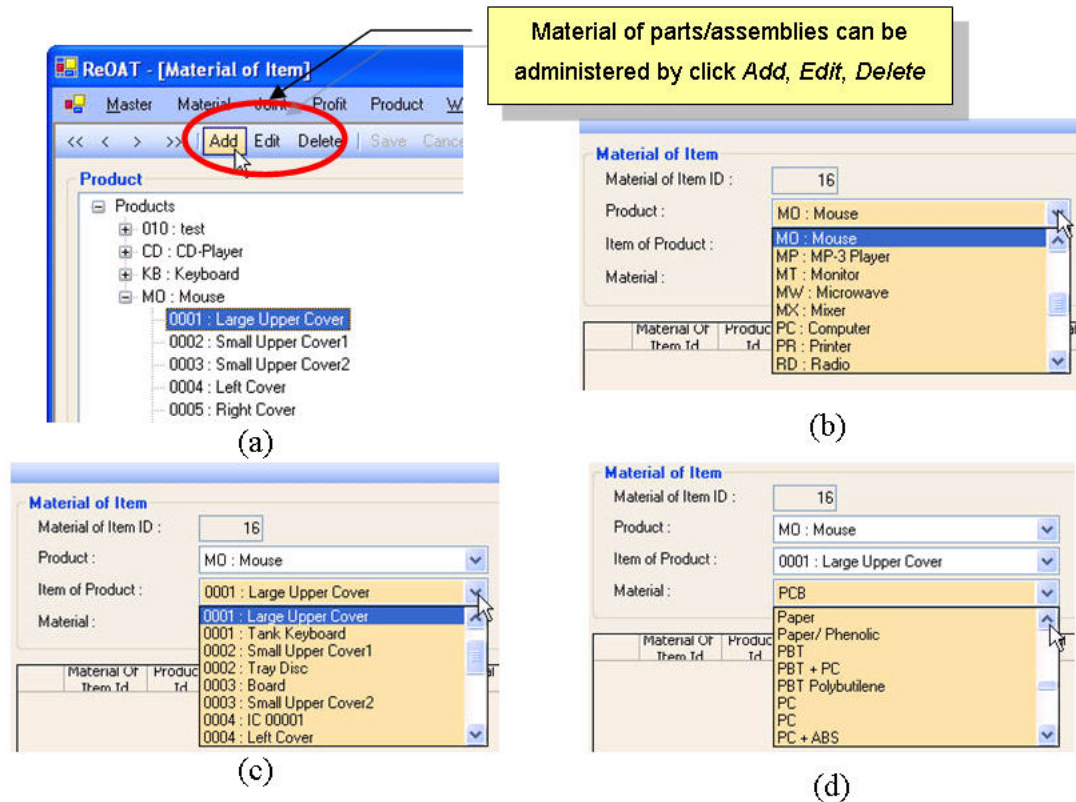 Material of parts/assemblies can be
administered by click Add, Edit, Delete
ReOAT - [Material of Item]
Master Material Joint Profit Product W
<< < > >> Add Edit Delete Save Cance
Product
Products
010 : test
CD : CD-Player
KB : Keyboard
MO : Mouse
0001 : Large Upper Cover
0002 : Small Upper Cover1
0003 : Small Upper Cover2
0004 : Left Cover
0005 : Right Cover
(a)
Material of Item
Material of Item ID : 16
Product : MO : Mouse
Item of Product :
Material :
MO : Mouse
MP : MP-3 Player
MT : Monitor
MW : Microwave
MX : Mixer
PC : Computer
PR : Printer
RD : Radio
Material Of Produc
Item Id Id
(b)
Material of Item
Material of Item ID : 16
Product : MO : Mouse
Item of Product : 0001 : Large Upper Cover
Material :
0001 : Large Upper Cover
0001 : Tank Keyboard
0002 : Small Upper Cover1
0002 : Tray Disc
0003 : Board
0003 : Small Upper Cover2
0004 : IC 00001
0004 : Left Cover
Material Of Produc
Item Id Id
(c)
Material of Item
Material of Item ID : 16
Product : MO : Mouse
Item of Product : 0001 : Large Upper Cover
Material : PCB
Paper
Paper/ Phenolic
PBT
PBT + PC
PBT Polybutilene
PC
PC
PC + ABS
Material Of Produc
Item Id Id
(d)